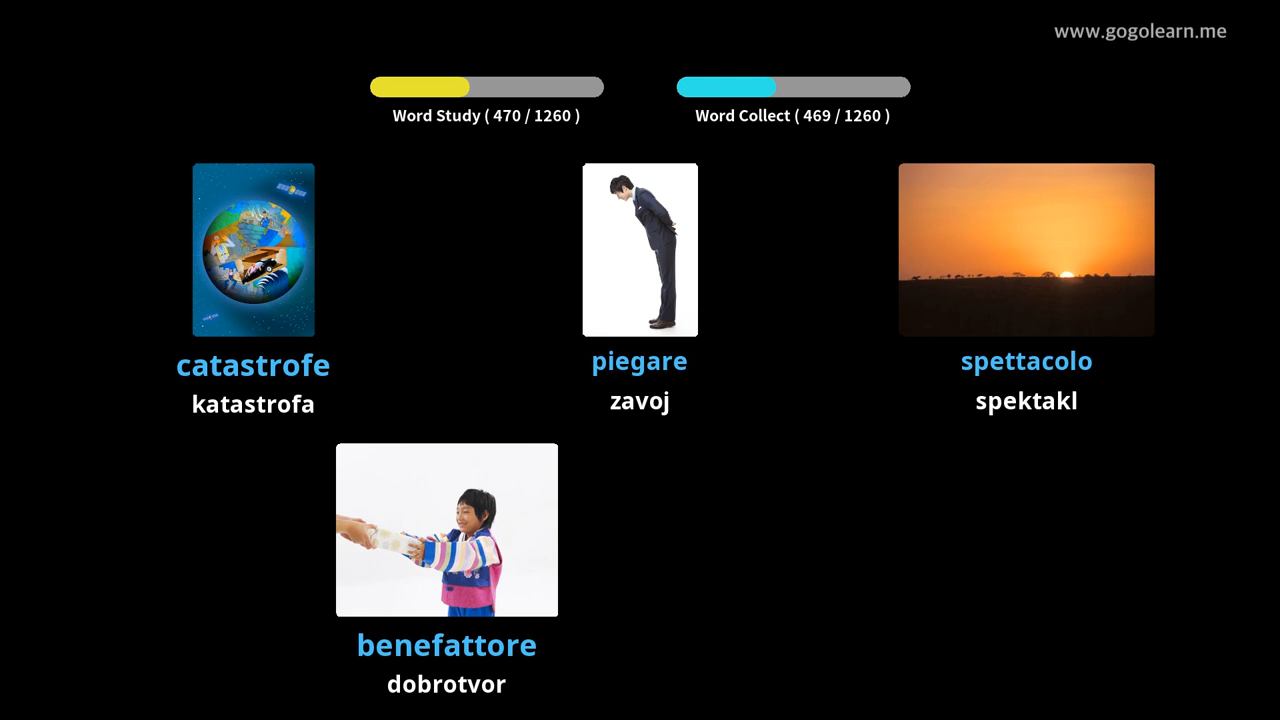 www.gogolearn.me
Word Study ( 470 / 1260 )
Word Collect ( 469 / 1260 )
catastrofe
katastrofa
piegare
zavoj
spettacolo
spektakl
benefattore
dobrotvor